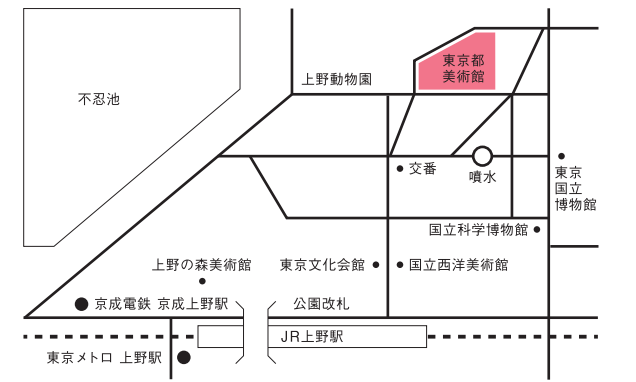 東京都
美術館
上野動物園
不忍池
交番
噴水
東京
国立
博物館
国立科学博物館
上野の森美術館
東京文化会館
国立西洋美術館
京成電鉄 京成上野駅
公園改札
JR上野駅
東京メトロ 上野駅